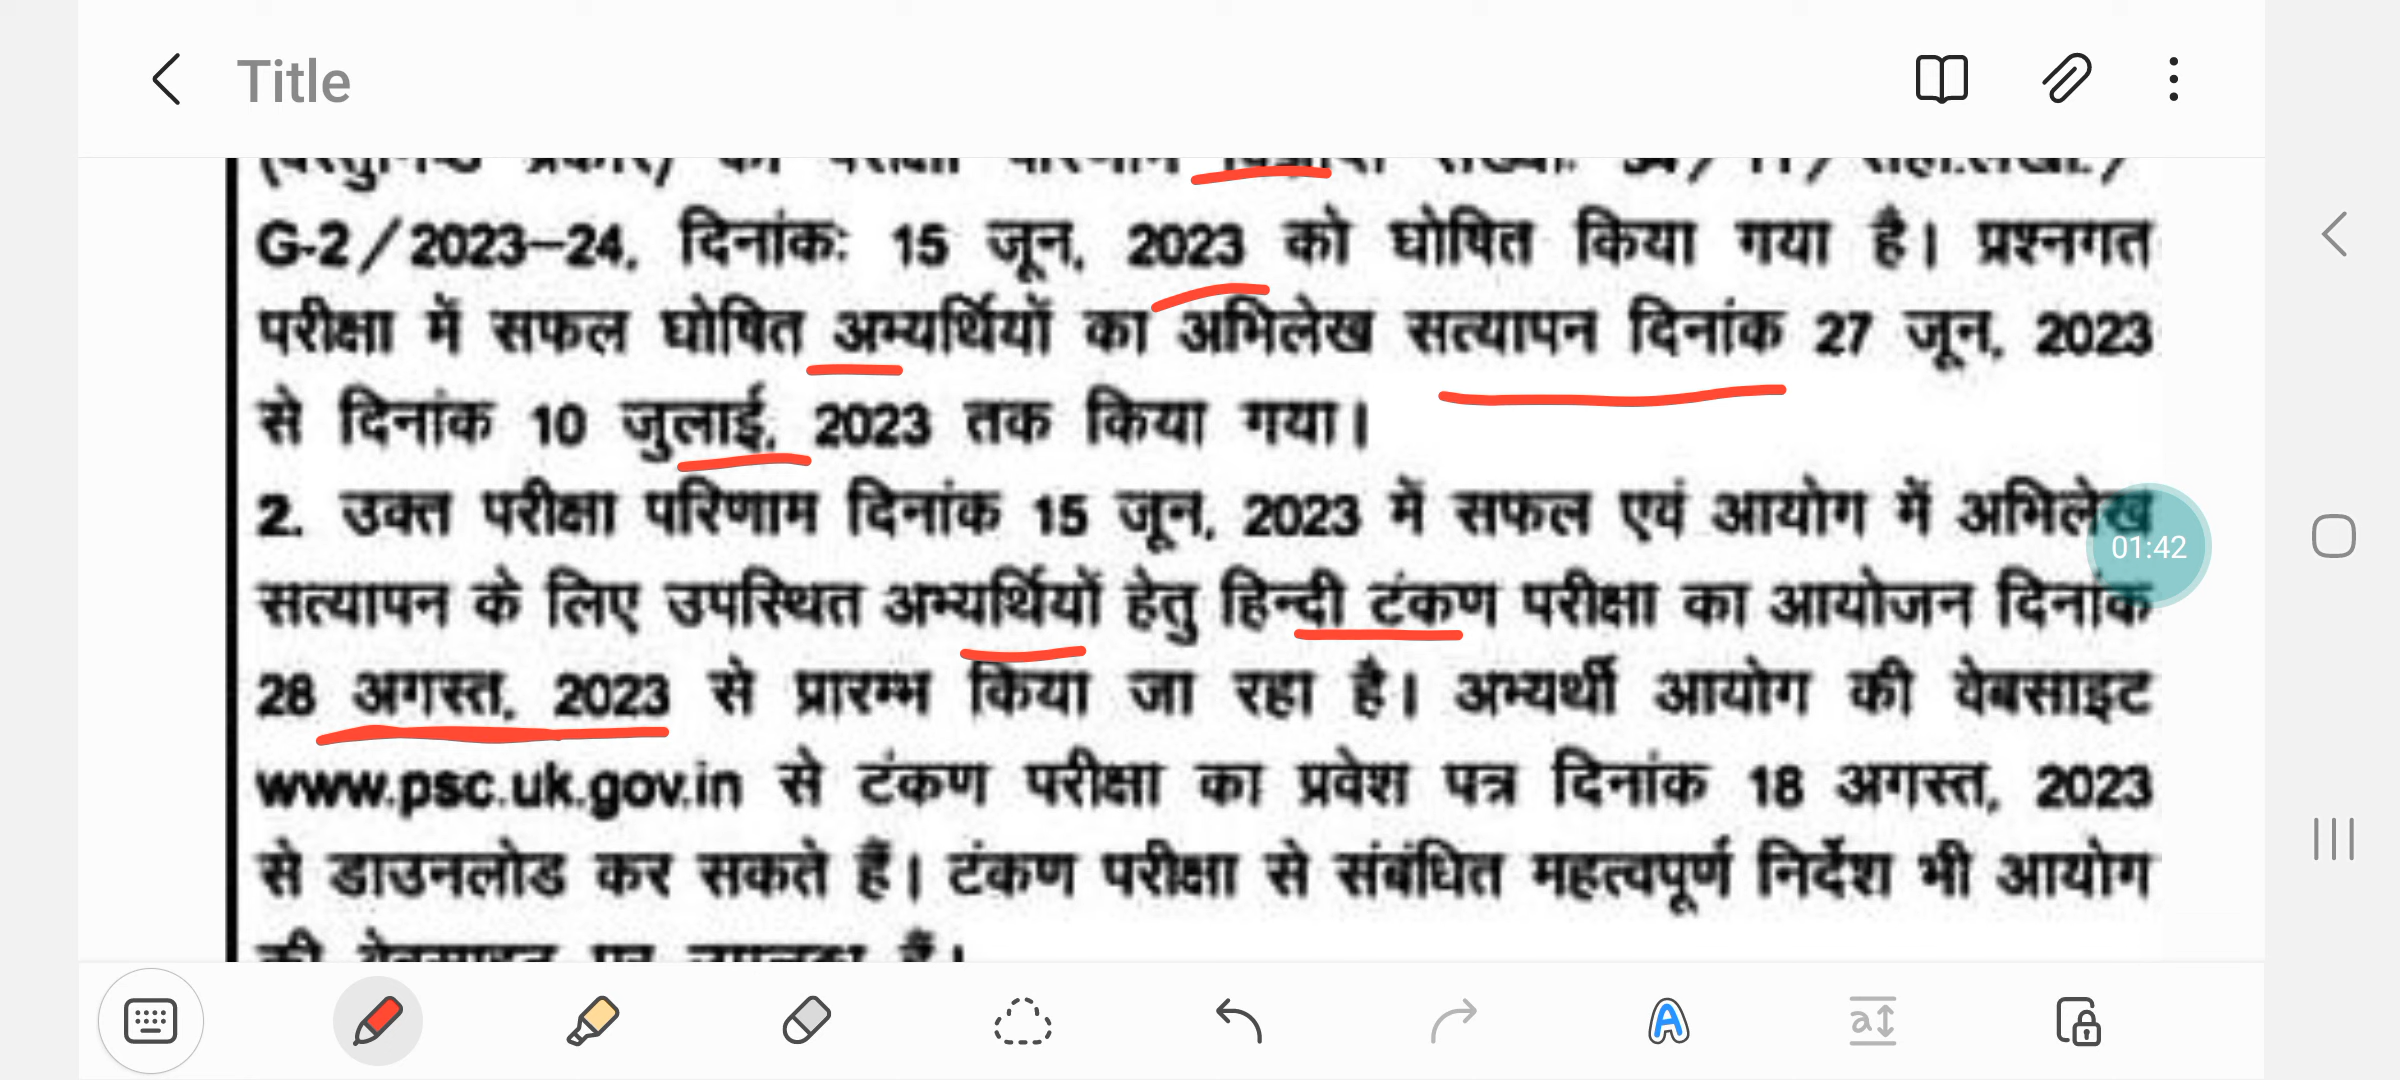 Title
G-2/2023–24, दिनांकः 15 जून, 2023 को घोषित किया गया है। प्रश्नगत
परीक्षा में सफल घोषित अभ्यर्थियों का अभिलेख सत्यापन दिनांक 27 जून, 2023
से दिनांक 10 जुलाई, 2023 तक किया गया।
2. उक्त परीक्षा परिणाम दिनांक 15 जून, 2023 में सफल एवं आयोग में अभिलेख
01:42
सत्यापन के लिए उपस्थित अभ्यर्थियों हेतु हिन्दी टंकण परीक्षा का आयोजन दिनांक
28 अगस्त, 2023 से प्रारम्भ किया जा रहा है। अभ्यर्थी आयोग की वेबसाइट
www.psc.uk.gov.in से टंकण परीक्षा का प्रवेश पत्र दिनांक 18 अगस्त, 2023
से डाउनलोड कर सकते हैं। टंकण परीक्षा से संबंधित महत्वपूर्ण निर्देश भी आयोग